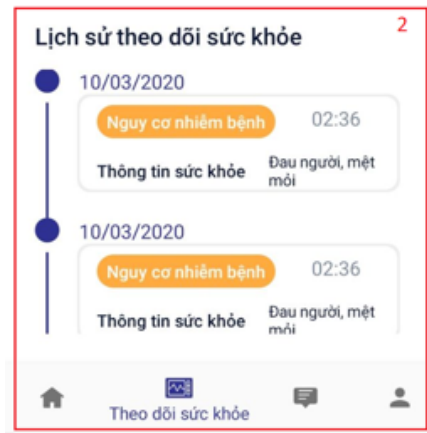 Lịch sử theo dõi sức khỏe
2
10/03/2020
Nguy cơ nhiễm bệnh
02:36
Thông tin sức khỏe
Đau người, mệt
mỏi
10/03/2020
Nguy cơ nhiễm bệnh
02:36
Thông tin sức khỏe
Đau người, mệt
mỏi
Theo dõi sức khỏe